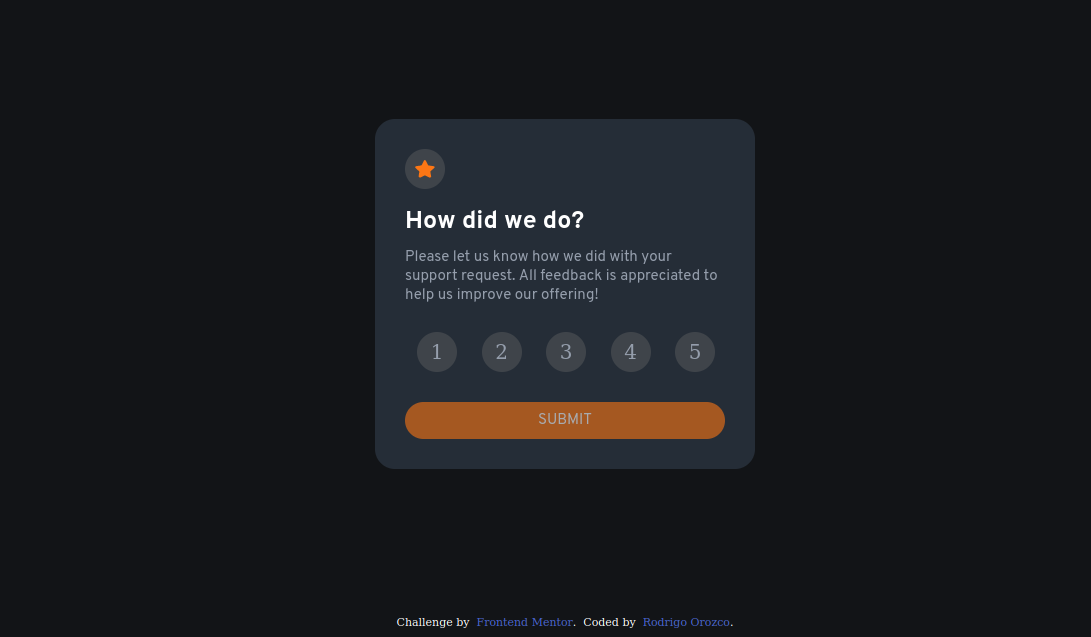 How did we do?
Please let us know how we did with your
support request. All feedback is appreciated to
help us improve our offering!
1 2 3 4 5
SUBMIT
Challenge by Frontend Mentor. Coded by Rodrigo Orozco.